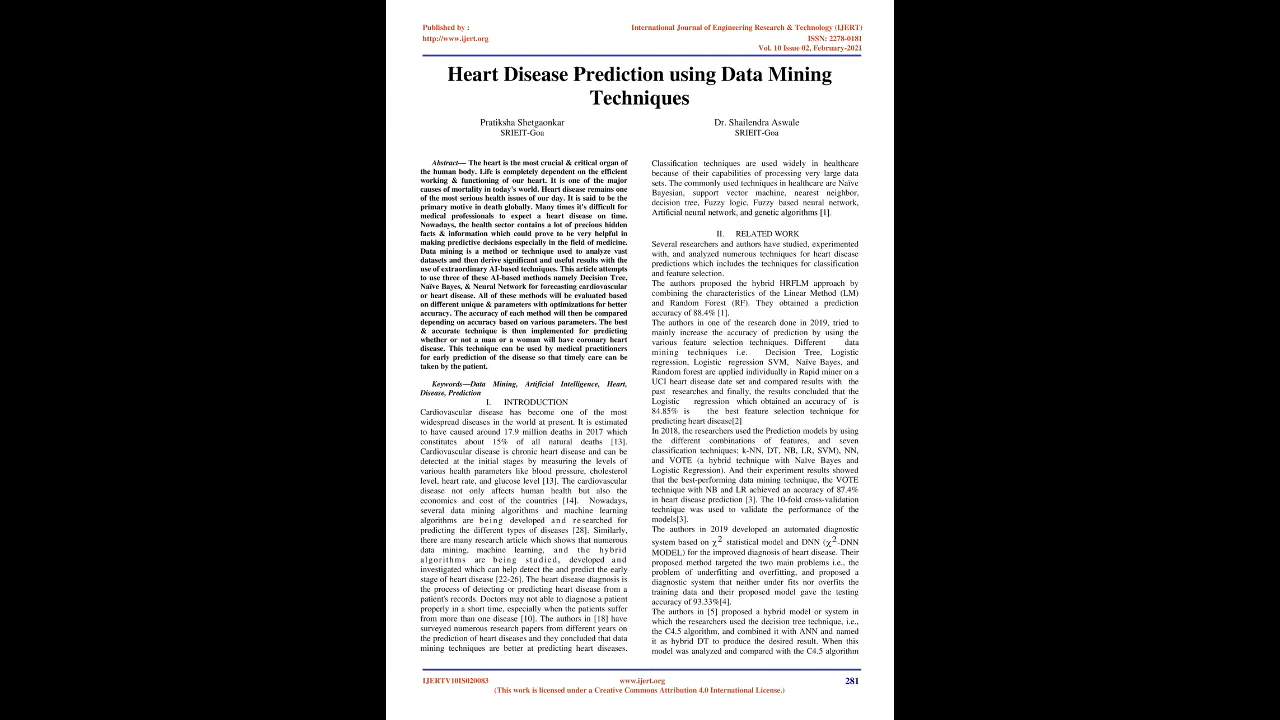 Published by :
http://www.ijert.org
International Journal of Engineering Research & Technology (IJERT)
ISSN: 2278-0181
Vol. 10 Issue 02, February-2021
Heart Disease Prediction using Data Mining
Techniques
Pratiksha Shetgaonkar
SRIEIT-Goa
Dr. Shailendra Aswale
SRIEIT-Goa
Abstract— The heart is the most crucial & critical organ of
the human body. Life is completely dependent on the efficient
working & functioning of our heart. It is one of the major
causes of mortality in today's world. Heart disease remains one
of the most serious health issues of our day. It is said to be the
primary motive in death globally. Many times it's difficult for
medical professionals to expect a heart disease on time.
Nowadays, the health sector contains a lot of precious hidden
facts & information which could prove to be very helpful in
making predictive decisions especially in the field of medicine.
Data mining is a method or technique used to analyze vast
datasets and then derive significant and useful results with the
use of extraordinary AI-based techniques. This article attempts
to use three of these AI-based methods namely Decision Tree,
Naïve Bayes, & Neural Network for forecasting cardiovascular
or heart disease. All of these methods will be evaluated based
on different unique & parameters with optimizations for better
accuracy. The accuracy of each method will then be compared
depending on accuracy based on various parameters. The best
& accurate technique is then implemented for predicting
whether or not a man or a woman will have coronary heart
disease. This technique can be used by medical practitioners
for early prediction of the disease so that timely care can be
taken by the patient.
Keywords—Data Mining, Artificial Intelligence, Heart,
Disease, Prediction
I. INTRODUCTION
Cardiovascular disease has become one of the most
widespread diseases in the world at present. It is estimated
to have caused around 17.9 million deaths in 2017 which
constitutes about 15% of all natural deaths [13].
Cardiovascular disease is chronic heart disease and can be
detected at the initial stages by measuring the levels of
various health parameters like blood pressure, cholesterol
level, heart rate, and glucose level [13]. The cardiovascular
disease not only affects human health but also the
economics and cost of the countries [14]. Nowadays,
several data mining algorithms and machine learning
algorithms are being developed and researched for
predicting the different types of diseases [28]. Similarly,
there are many research article which shows that numerous
data mining, machine learning, and the hybrid
algorithms are being studied, developed and
investigated which can help detect the and predict the early
stage of heart disease [22-26]. The heart disease diagnosis is
the process of detecting or predicting heart disease from a
patient's records. Doctors may not able to diagnose a patient
properly in a short time, especially when the patients suffer
from more than one disease [10]. The authors in [18] have
surveyed numerous research papers from different years on
the prediction of heart diseases and they concluded that data
mining techniques are better at predicting heart diseases.
Classification techniques are used widely in healthcare
because of their capabilities of processing very large data
sets. The commonly used techniques in healthcare are Naïve
Bayesian, support vector machine, nearest neighbor,
decision tree, Fuzzy logic, Fuzzy based neural network,
Artificial neural network, and genetic algorithms [1].
II. RELATED WORK
Several researchers and authors have studied, experimented
with, and analyzed numerous techniques for heart disease
predictions which includes the techniques for classification
and feature selection.
The authors proposed the hybrid HRFLM approach by
combining the characteristics of the Linear Method (LM)
and Random Forest (RF). They obtained a prediction
accuracy of 88.4% [1].
The authors in one of the research done in 2019, tried to
mainly increase the accuracy of prediction by using the
various feature selection techniques. Different data
mining techniques i.e. Decision Tree, Logistic
regression, Logistic regression SVM, Naïve Bayes, and
Random forest are applied individually in Rapid miner on a
UCI heart disease date set and compared results with the
past researches and finally, the results concluded that the
Logistic regression which obtained an accuracy of is
84.85% is the best feature selection technique for
predicting heart disease[2]
In 2018, the researchers used the Prediction models by using
the different combinations of features, and seven
classification techniques: k-NN, DT, NB, LR, SVM), NN,
and VOTE (a hybrid technique with Naïve Bayes and
Logistic Regression). And their experiment results showed
that the best-performing data mining technique, the VOTE
technique with NB and LR achieved an accuracy of 87.4%
in heart disease prediction [3]. The 10-fold cross-validation
technique was used to validate the performance of the
models[3].
The authors in 2019 developed an automated diagnostic
system based on χ2 statistical model and DNN (χ2-DNN
MODEL) for the improved diagnosis of heart disease. Their
proposed method targeted the two main problems i.e., the
problem of underfitting and overfitting, and proposed a
diagnostic system that neither under fits nor overfits the
training data and their proposed model gave the testing
accuracy of 93.33%[4].
The authors in [5] proposed a hybrid model or system in
which the researchers used the decision tree technique, i.e.,
the C4.5 algorithm, and combined it with ANN and named
it as hybrid DT to produce the desired result. When this
model was analyzed and compared with the C4.5 algorithm
IJERTV10IS020083
www.ijert.org
281
(This work is licensed under a Creative Commons Attribution 4.0 International License.)